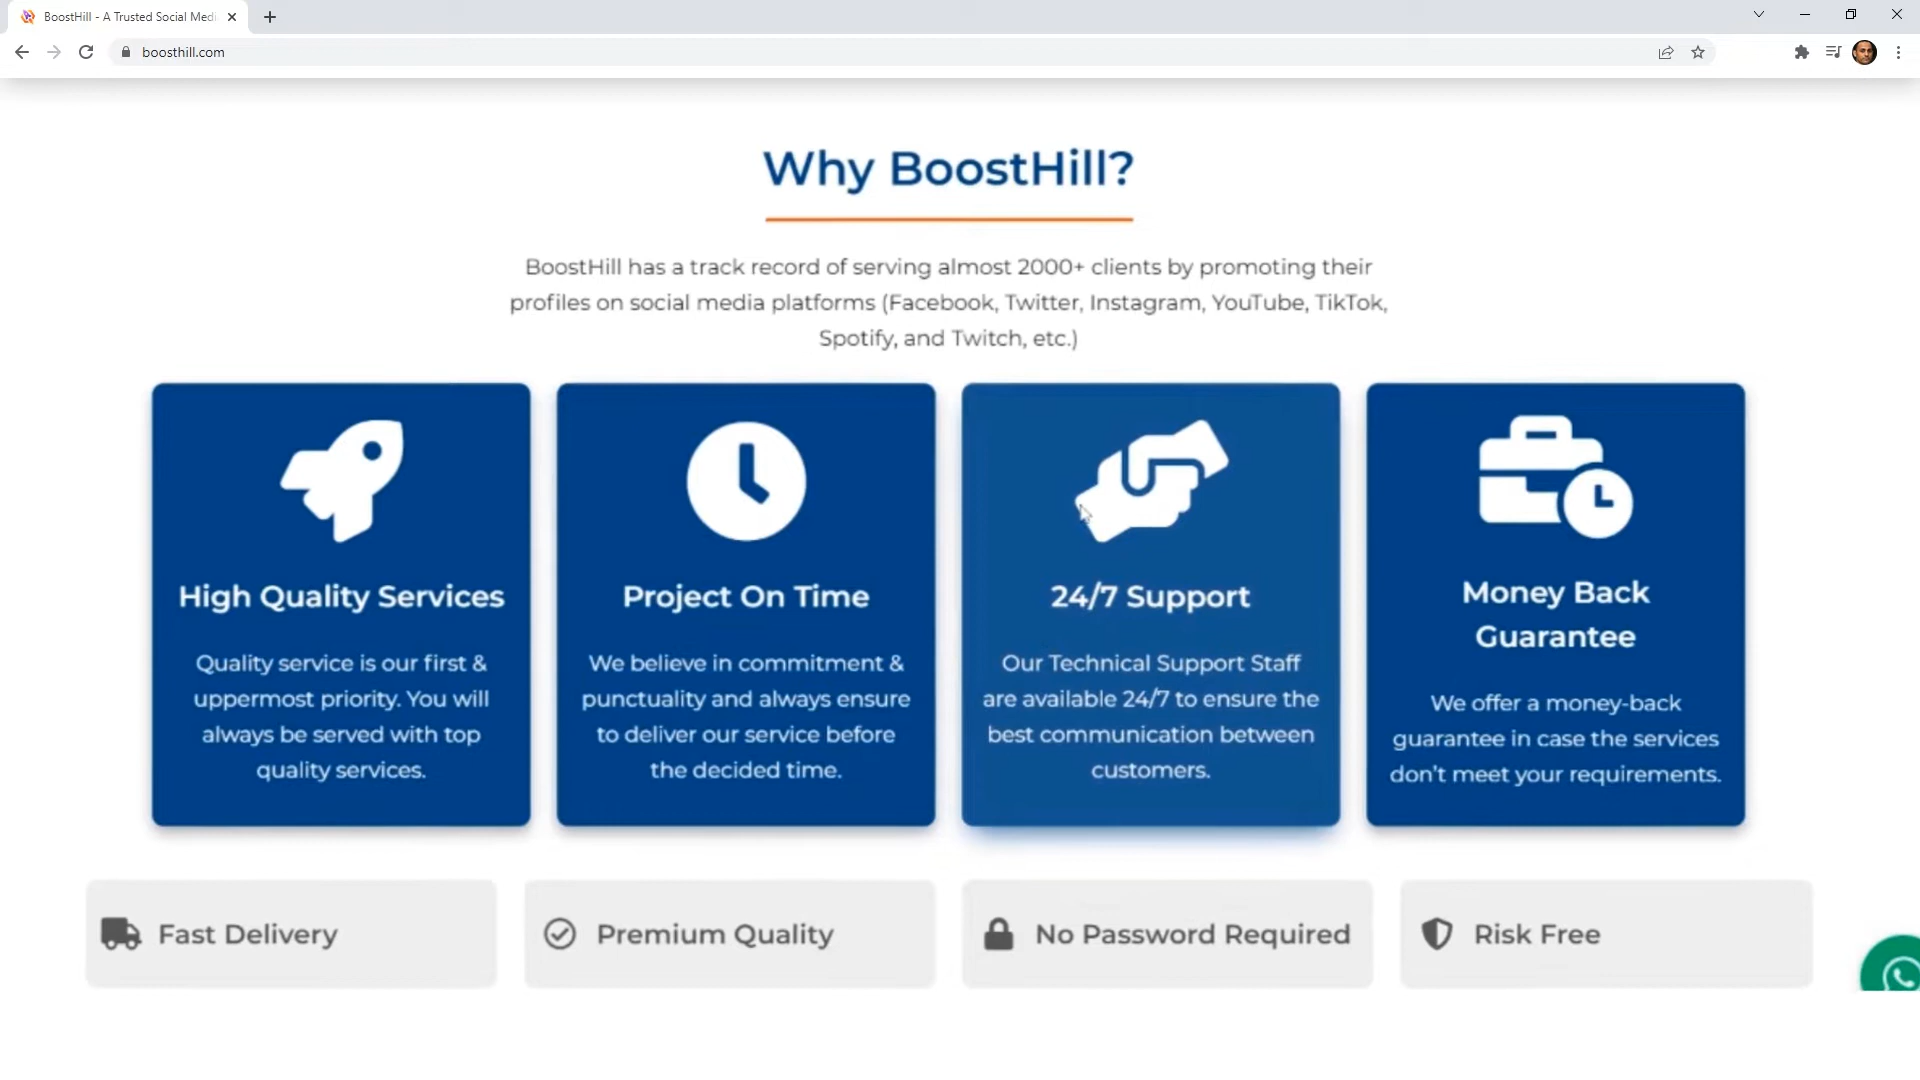 BoostHill - A Trusted Social Medi
boosthill.com
Why BoostHill?
BoostHill has a track record of serving almost 2000+ clients by promoting their
profiles on social media platforms (Facebook, Twitter, Instagram, YouTube, TikTok,
Spotify, and Twitch, etc.)
High Quality Services
Quality service is our first &
uppermost priority. You will
always be served with top
quality services.
Project On Time
We believe in commitment &
punctuality and always ensure
to deliver our service before
the decided time.
24/7 Support
Our Technical Support Staff
are available 24/7 to ensure the
best communication between
customers.
Money Back
Guarantee
We offer a money-back
guarantee in case the services
don't meet your requirements.
Fast Delivery
Premium Quality
No Password Required
Risk Free